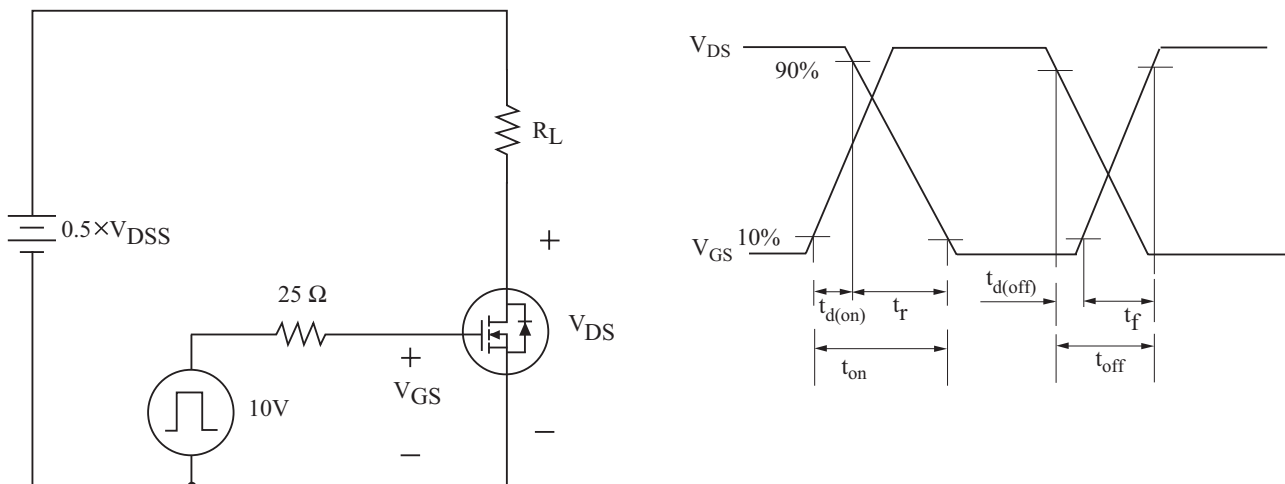 R_L
0.5×V_DSS
+
25 Ω
V_DS
+
V_GS
10V
−
−
V_DS
90%
V_GS
10%
t_d(on)
t_r
t_d(off)
t_f
t_on
t_off